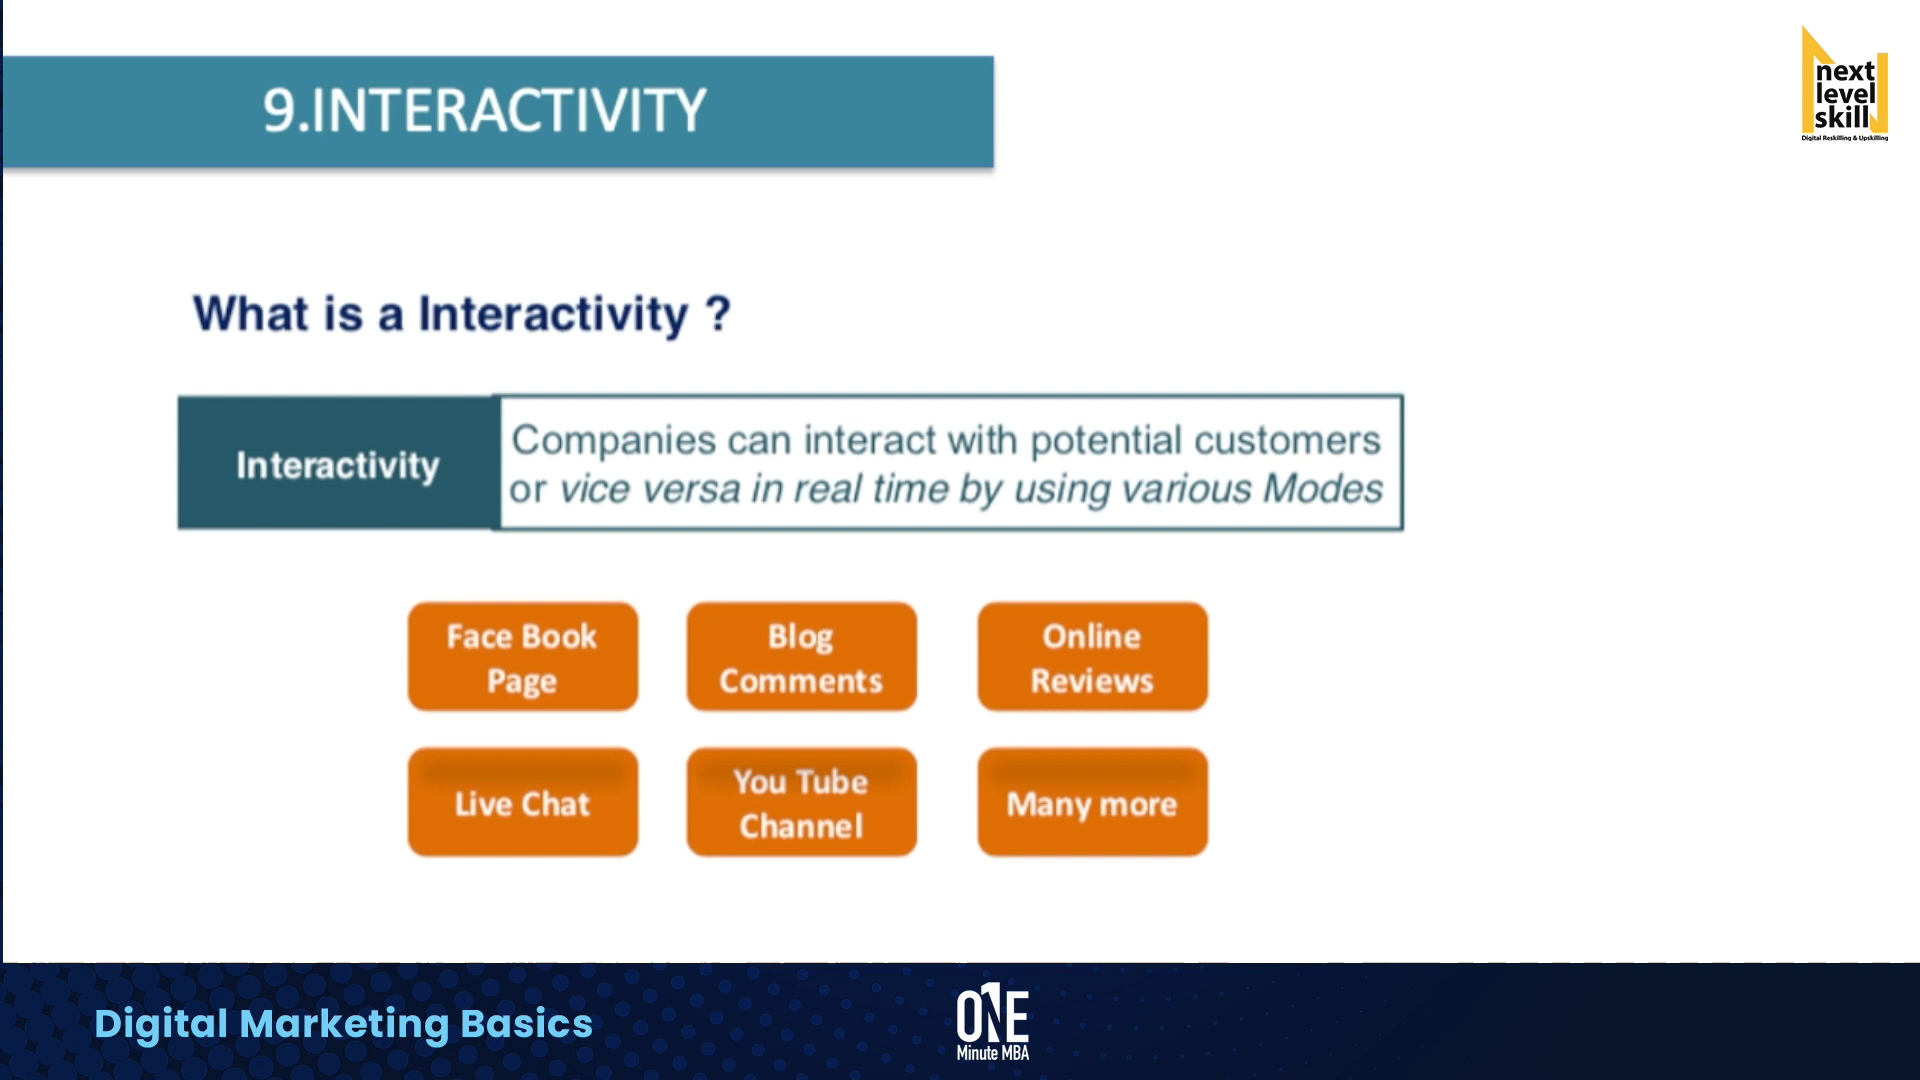 9.INTERACTIVITY
next
level
skill
Digital Reskilling & Upskilling
What is a Interactivity ?
Interactivity
Companies can interact with potential customers
or vice versa in real time by using various Modes
Face Book
Page
Blog
Comments
Online
Reviews
Live Chat
You Tube
Channel
Many more
Digital Marketing Basics
ONE
Minute MBA